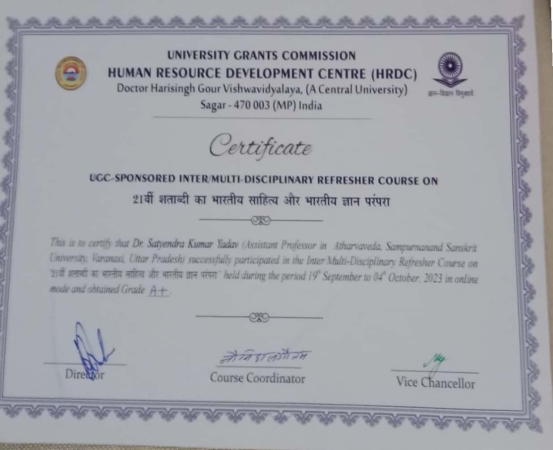 UNIVERSITY GRANTS COMMISSION
HUMAN RESOURCE DEVELOPMENT CENTRE (HRDC)
Doctor Harisingh Gour Vishwavidyalaya, (A Central University)
Sagar - 470 003 (MP) India
ज्ञान-विज्ञान विमुक्तये
Certificate
UGC-SPONSORED INTER/MULTI-DISCIPLINARY REFRESHER COURSE ON
21वीं शताब्दी का भारतीय साहित्य और भारतीय ज्ञान परंपरा
This is to certify that Dr. Satyendra Kumar Yadav (Assistant Professor in Atharvaveda, Sampurnanand Sanskrit
University, Varanasi, Uttar Pradesh) successfully participated in the Inter Multi-Disciplinary Refresher Course on
"21वीं शताब्दी का भारतीय साहित्य और भारतीय ज्ञान परंपरा" held during the period 19th September to 04th October, 2023 in online
mode and obtained Grade A+
Director
Course Coordinator
Vice Chancellor